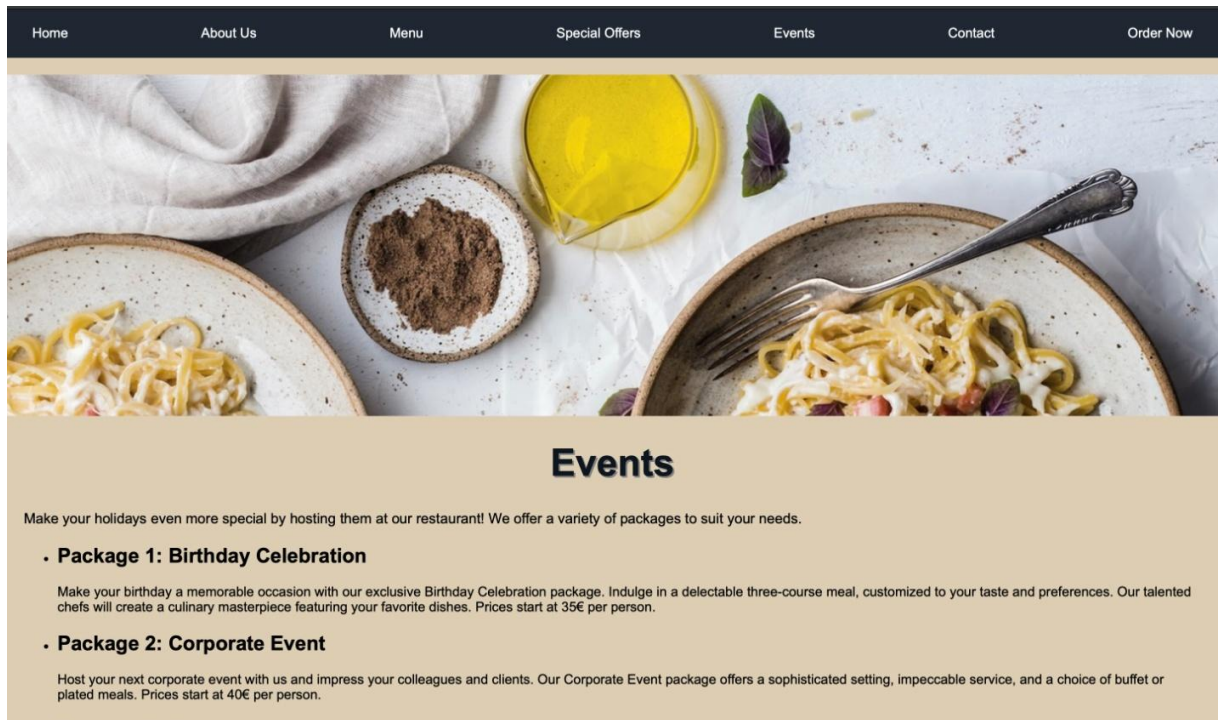 Home About Us Menu Special Offers Events Contact Order Now
Events
Make your holidays even more special by hosting them at our restaurant! We offer a variety of packages to suit your needs.
• Package 1: Birthday Celebration
Make your birthday a memorable occasion with our exclusive Birthday Celebration package. Indulge in a delectable three-course meal, customized to your taste and preferences. Our talented
chefs will create a culinary masterpiece featuring your favorite dishes. Prices start at 35€ per person.
• Package 2: Corporate Event
Host your next corporate event with us and impress your colleagues and clients. Our Corporate Event package offers a sophisticated setting, impeccable service, and a choice of buffet or
plated meals. Prices start at 40€ per person.